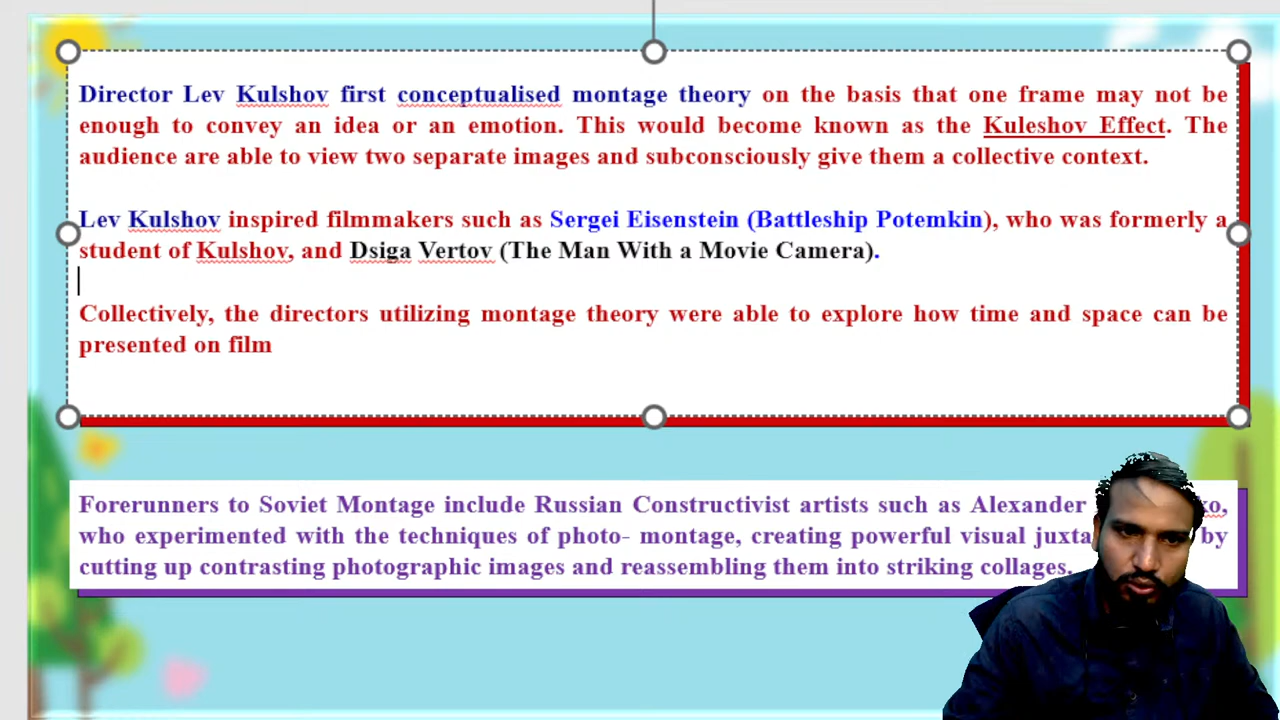 Director Lev Kulshov first conceptualised montage theory on the basis that one frame may not be
enough to convey an idea or an emotion. This would become known as the Kuleshov Effect. The
audience are able to view two separate images and subconsciously give them a collective context.
Lev Kulshov inspired filmmakers such as Sergei Eisenstein (Battleship Potemkin), who was formerly a
student of Kulshov, and Dsiga Vertov (The Man With a Movie Camera).
Collectively, the directors utilizing montage theory were able to explore how time and space can be
presented on film
Forerunners to Soviet Montage include Russian Constructivist artists such as Alexander
who experimented with the techniques of photo- montage, creating powerful visual by
cutting up contrasting photographic images and reassembling them into striking collages.